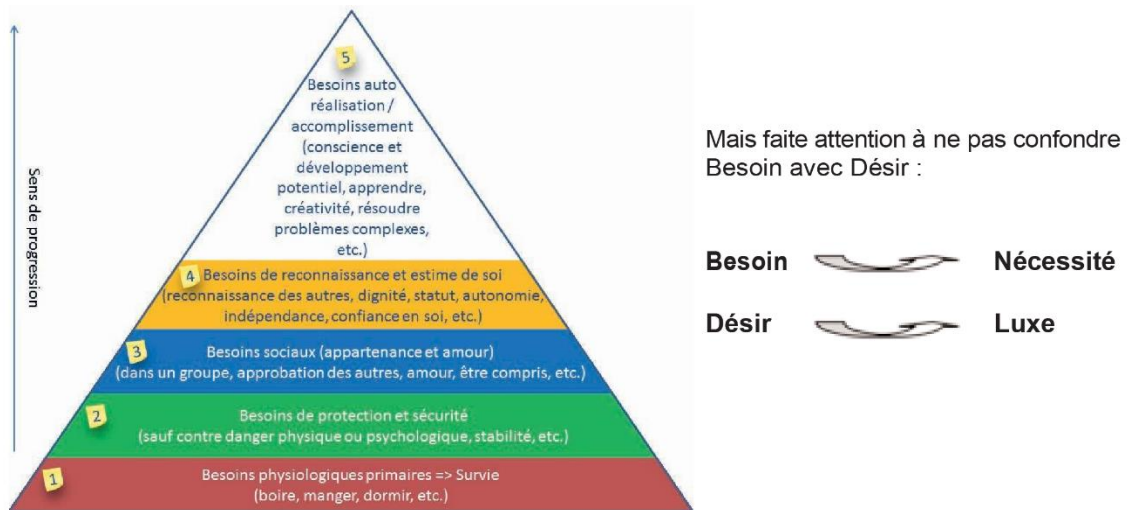 Sens de progression
5
Besoins auto
réalisation /
accomplissement
(conscience et
développement
potentiel, apprendre,
créativité, résoudre
problèmes complexes,
etc.)
4
Besoins de reconnaissance et estime de soi
(reconnaissance des autres, dignité, statut, autonomie,
indépendance, confiance en soi, etc.)
3
Besoins sociaux (appartenance et amour)
(dans un groupe, approbation des autres, amour, être compris, etc.)
2
Besoins de protection et sécurité
(sauf contre danger physique ou psychologique, stabilité, etc.)
1
Besoins physiologiques primaires => Survie
(boire, manger, dormir, etc.)
Mais faite attention à ne pas confondre
Besoin avec Désir :
Besoin Nécessité
Désir Luxe